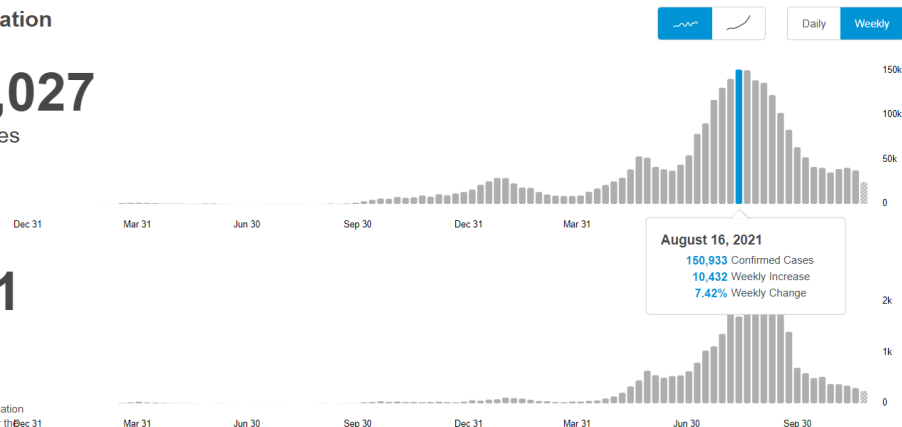 ation
Daily
Weekly
,027
es
150k
100k
50k
0
Dec 31
Mar 31
Jun 30
Sep 30
Dec 31
Mar 31
August 16, 2021
150,933 Confirmed Cases
10,432 Weekly Increase
7.42% Weekly Change
1
2k
1k
0
ation
r the
Dec 31
Mar 31
Jun 30
Sep 30
Dec 31
Mar 31
Jun 30
Sep 30